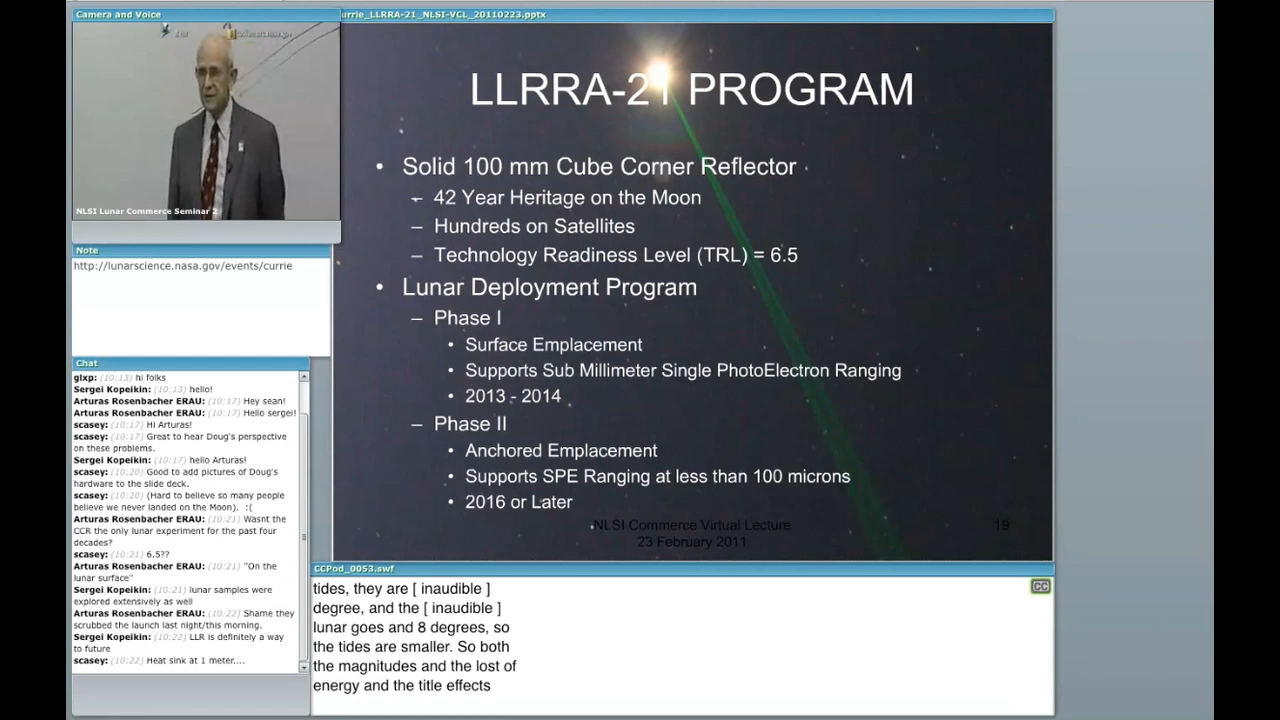 Camera and Voice
urrie_LLRRA-21_NLSI-VCL_20110223.pptx
NLSI Lunar Commerce Seminar 2
Note
http://lunarscience.nasa.gov/events/currie
Chat
glxp: (10:13) hi folks
Sergei Kopeikin: (10:13) hello!
Arturas Rosenbacher ERAU: (10:17) Hey sean!
Arturas Rosenbacher ERAU: (10:17) Hello sergei!
scasey: (10:17) Hi Arturas!
scasey: (10:17) Great to hear Doug's perspective
on these problems.
Sergei Kopeikin: (10:17) hello Arturas!
scasey: (10:20) Good to add pictures of Doug's
hardware to the slide deck.
scasey: (10:20) (Hard to believe so many people
believe we never landed on the Moon). :(
Arturas Rosenbacher ERAU: (10:21) Wasnt the
CCR the only lunar experiment for the past four
decades?
scasey: (10:21) 6.5??
Arturas Rosenbacher ERAU: (10:21) "On the
lunar surface"
Sergei Kopeikin: (10:21) lunar samples were
explored extensively as well
Arturas Rosenbacher ERAU: (10:22) Shame they
scrubbed the launch last night/this morning.
Sergei Kopeikin: (10:22) LLR is definitely a way
to future
scasey: (10:22) Heat sink at 1 meter....
LLRRA-21 PROGRAM
• Solid 100 mm Cube Corner Reflector
– 42 Year Heritage on the Moon
– Hundreds on Satellites
– Technology Readiness Level (TRL) = 6.5
• Lunar Deployment Program
– Phase I
• Surface Emplacement
• Supports Sub Millimeter Single PhotoElectron Ranging
• 2013 - 2014
– Phase II
• Anchored Emplacement
• Supports SPE Ranging at less than 100 microns
• 2016 or Later
NLSI Commerce Virtual Lecture
23 February 2011
19
CCPod_0053.swf
CC
tides, they are [ inaudible ]
degree, and the [ inaudible ]
lunar goes and 8 degrees, so
the tides are smaller. So both
the magnitudes and the lost of
energy and the title effects